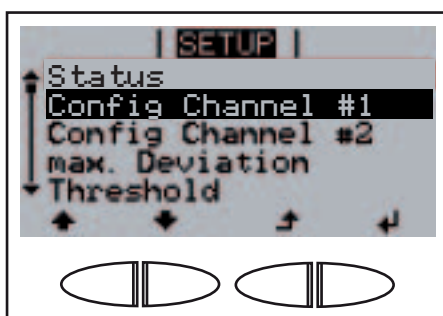 SETUP
Status
Config Channel #1
Config Channel #2
max. Deviation
Threshold